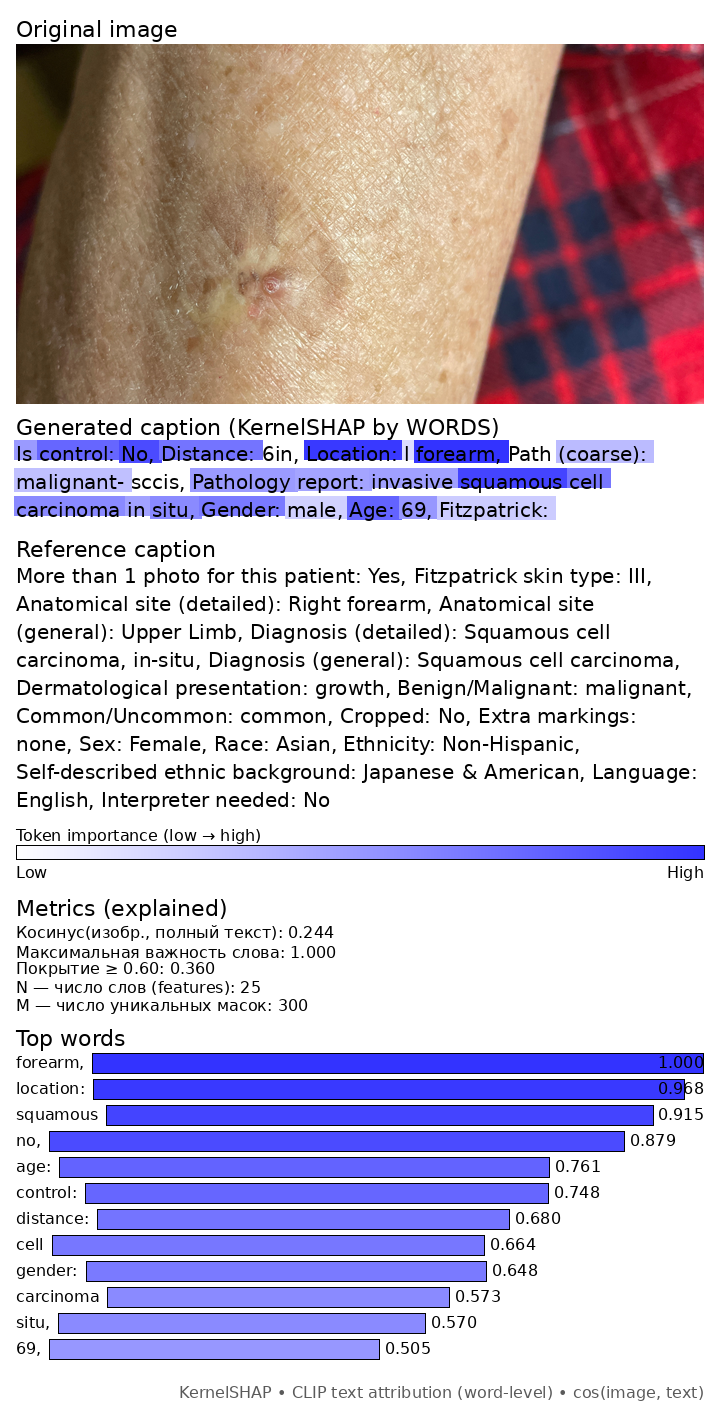 Original image
Generated caption (KernelSHAP by WORDS)
Is control: No, Distance: 6in, Location: l forearm, Path (coarse):
malignant- sccis, Pathology report: invasive squamous cell
carcinoma in situ, Gender: male, Age: 69, Fitzpatrick:
Reference caption
More than 1 photo for this patient: Yes, Fitzpatrick skin type: III,
Anatomical site (detailed): Right forearm, Anatomical site
(general): Upper Limb, Diagnosis (detailed): Squamous cell
carcinoma, in-situ, Diagnosis (general): Squamous cell carcinoma,
Dermatological presentation: growth, Benign/Malignant: malignant,
Common/Uncommon: common, Cropped: No, Extra markings:
none, Sex: Female, Race: Asian, Ethnicity: Non-Hispanic,
Self-described ethnic background: Japanese & American, Language:
English, Interpreter needed: No
Token importance (low → high)
Low High
Metrics (explained)
Косинус(изобр., полный текст): 0.244
Максимальная важность слова: 1.000
Покрытие ≥ 0.60: 0.360
N — число слов (features): 25
M — число уникальных масок: 300
Top words
forearm, 1.000
location: 0.968
squamous 0.915
no, 0.879
age: 0.761
control: 0.748
distance: 0.680
cell 0.664
gender: 0.648
carcinoma 0.573
situ, 0.570
69, 0.505
KernelSHAP • CLIP text attribution (word-level) • cos(image, text)